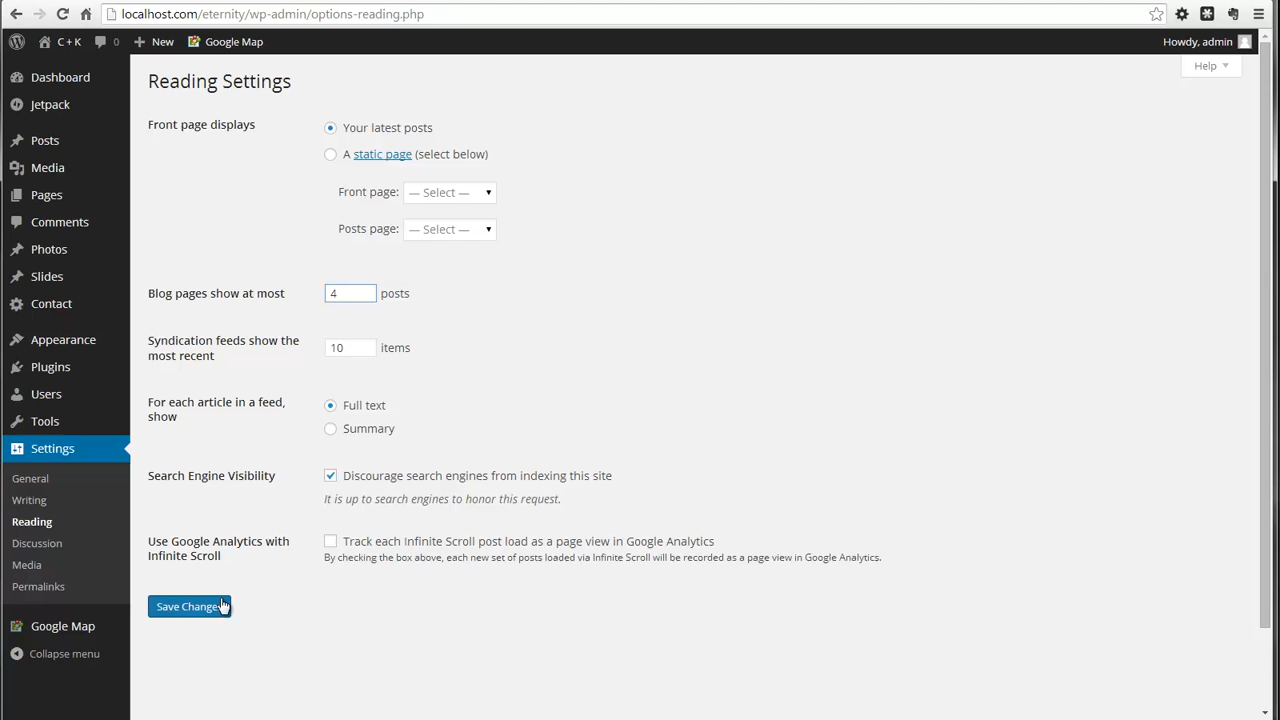 localhost.com/eternity/wp-admin/options-reading.php
C + K 0 New Google Map Howdy, admin
Help
Dashboard
Jetpack
Posts
Media
Pages
Comments
Photos
Slides
Contact
Appearance
Plugins
Users
Tools
Settings
General
Writing
Reading
Discussion
Media
Permalinks
Google Map
Collapse menu
Reading Settings
Front page displays
Your latest posts
A static page (select below)
Front page: — Select —
Posts page: — Select —
Blog pages show at most 4 posts
Syndication feeds show the
most recent
10 items
For each article in a feed,
show
Full text
Summary
Search Engine Visibility
Discourage search engines from indexing this site
It is up to search engines to honor this request.
Use Google Analytics with
Infinite Scroll
Track each Infinite Scroll post load as a page view in Google Analytics
By checking the box above, each new set of posts loaded via Infinite Scroll will be recorded as a page view in Google Analytics.
Save Change